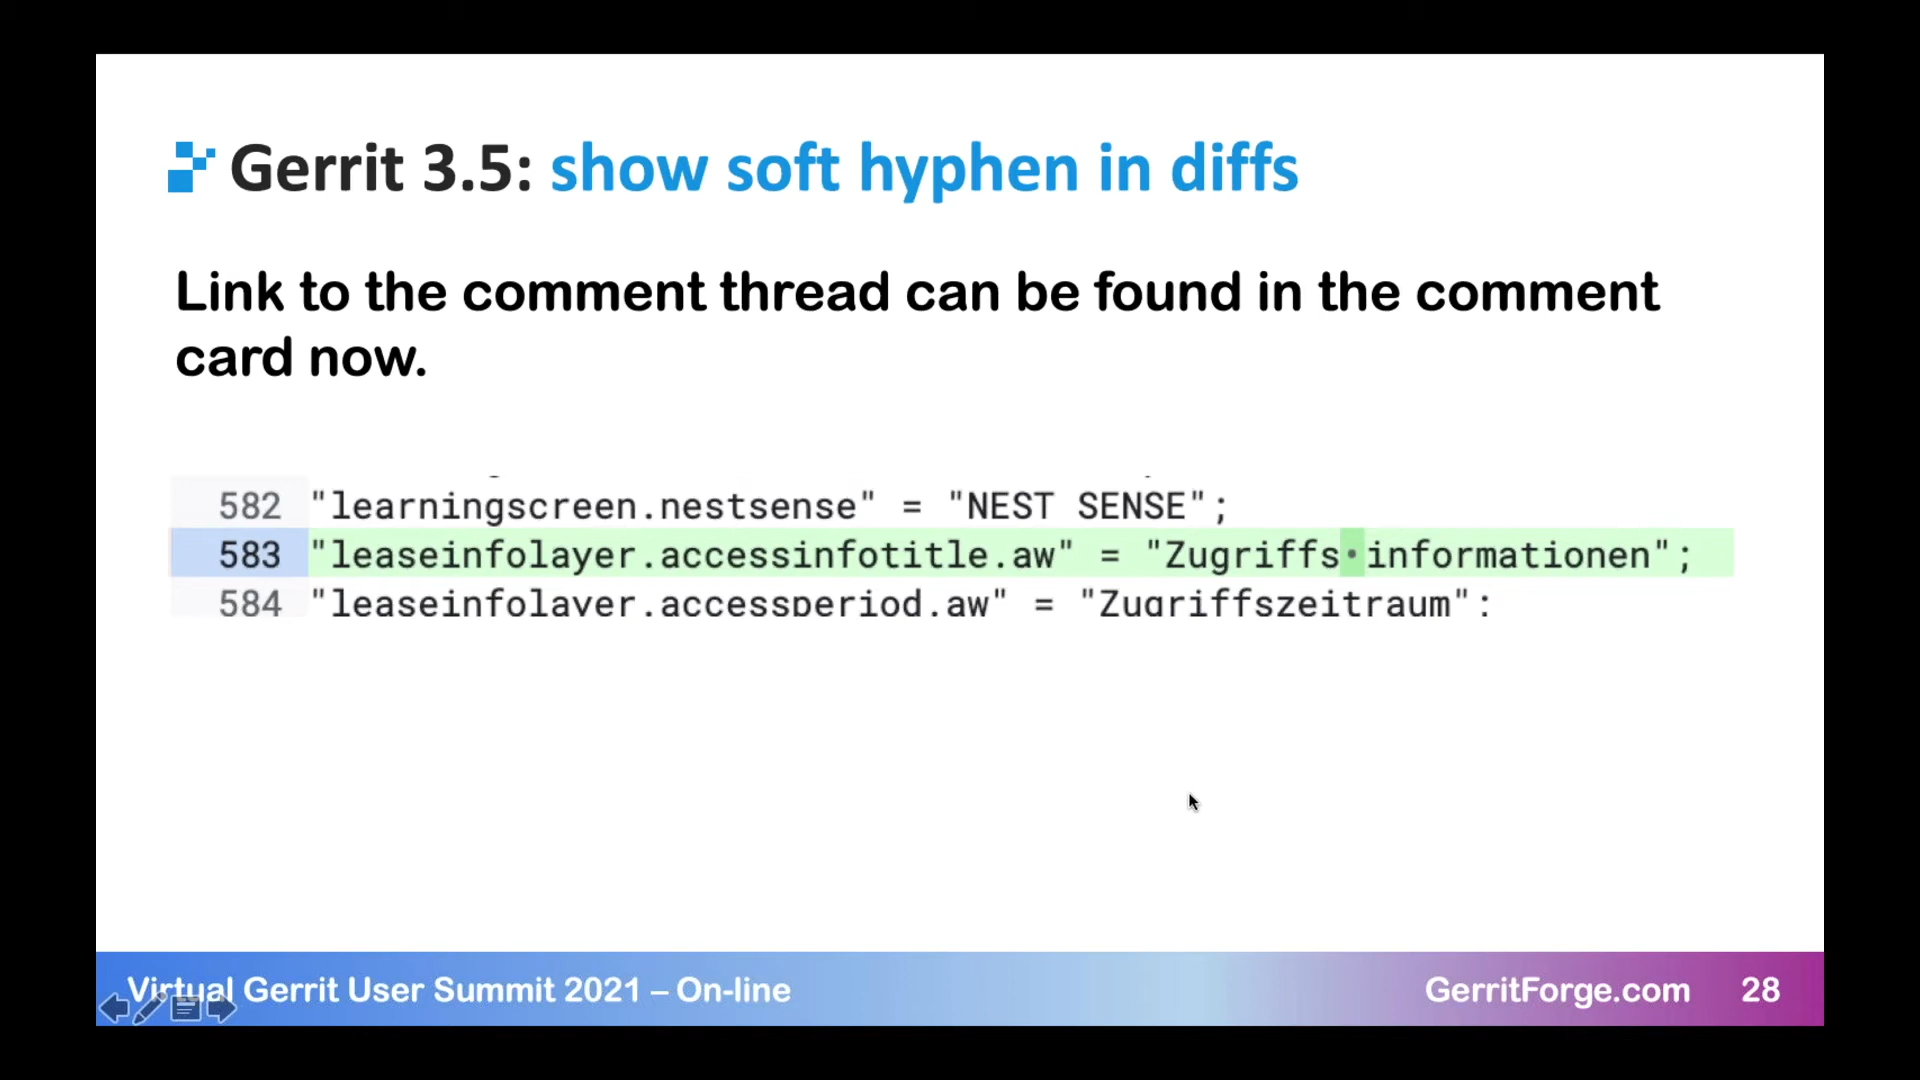 Gerrit 3.5: show soft hyphen in diffs
Link to the comment thread can be found in the comment
card now.
582 "learningscreen.nestsense" = "NEST SENSE";
583 "leaseinfolayer.accessinfotitle.aw" = "Zugriffs·informationen";
584 "leaseinfolayer.accessperiod.aw" = "Zugriffszeitraum";
Virtual Gerrit User Summit 2021 – On-line
GerritForge.com 28